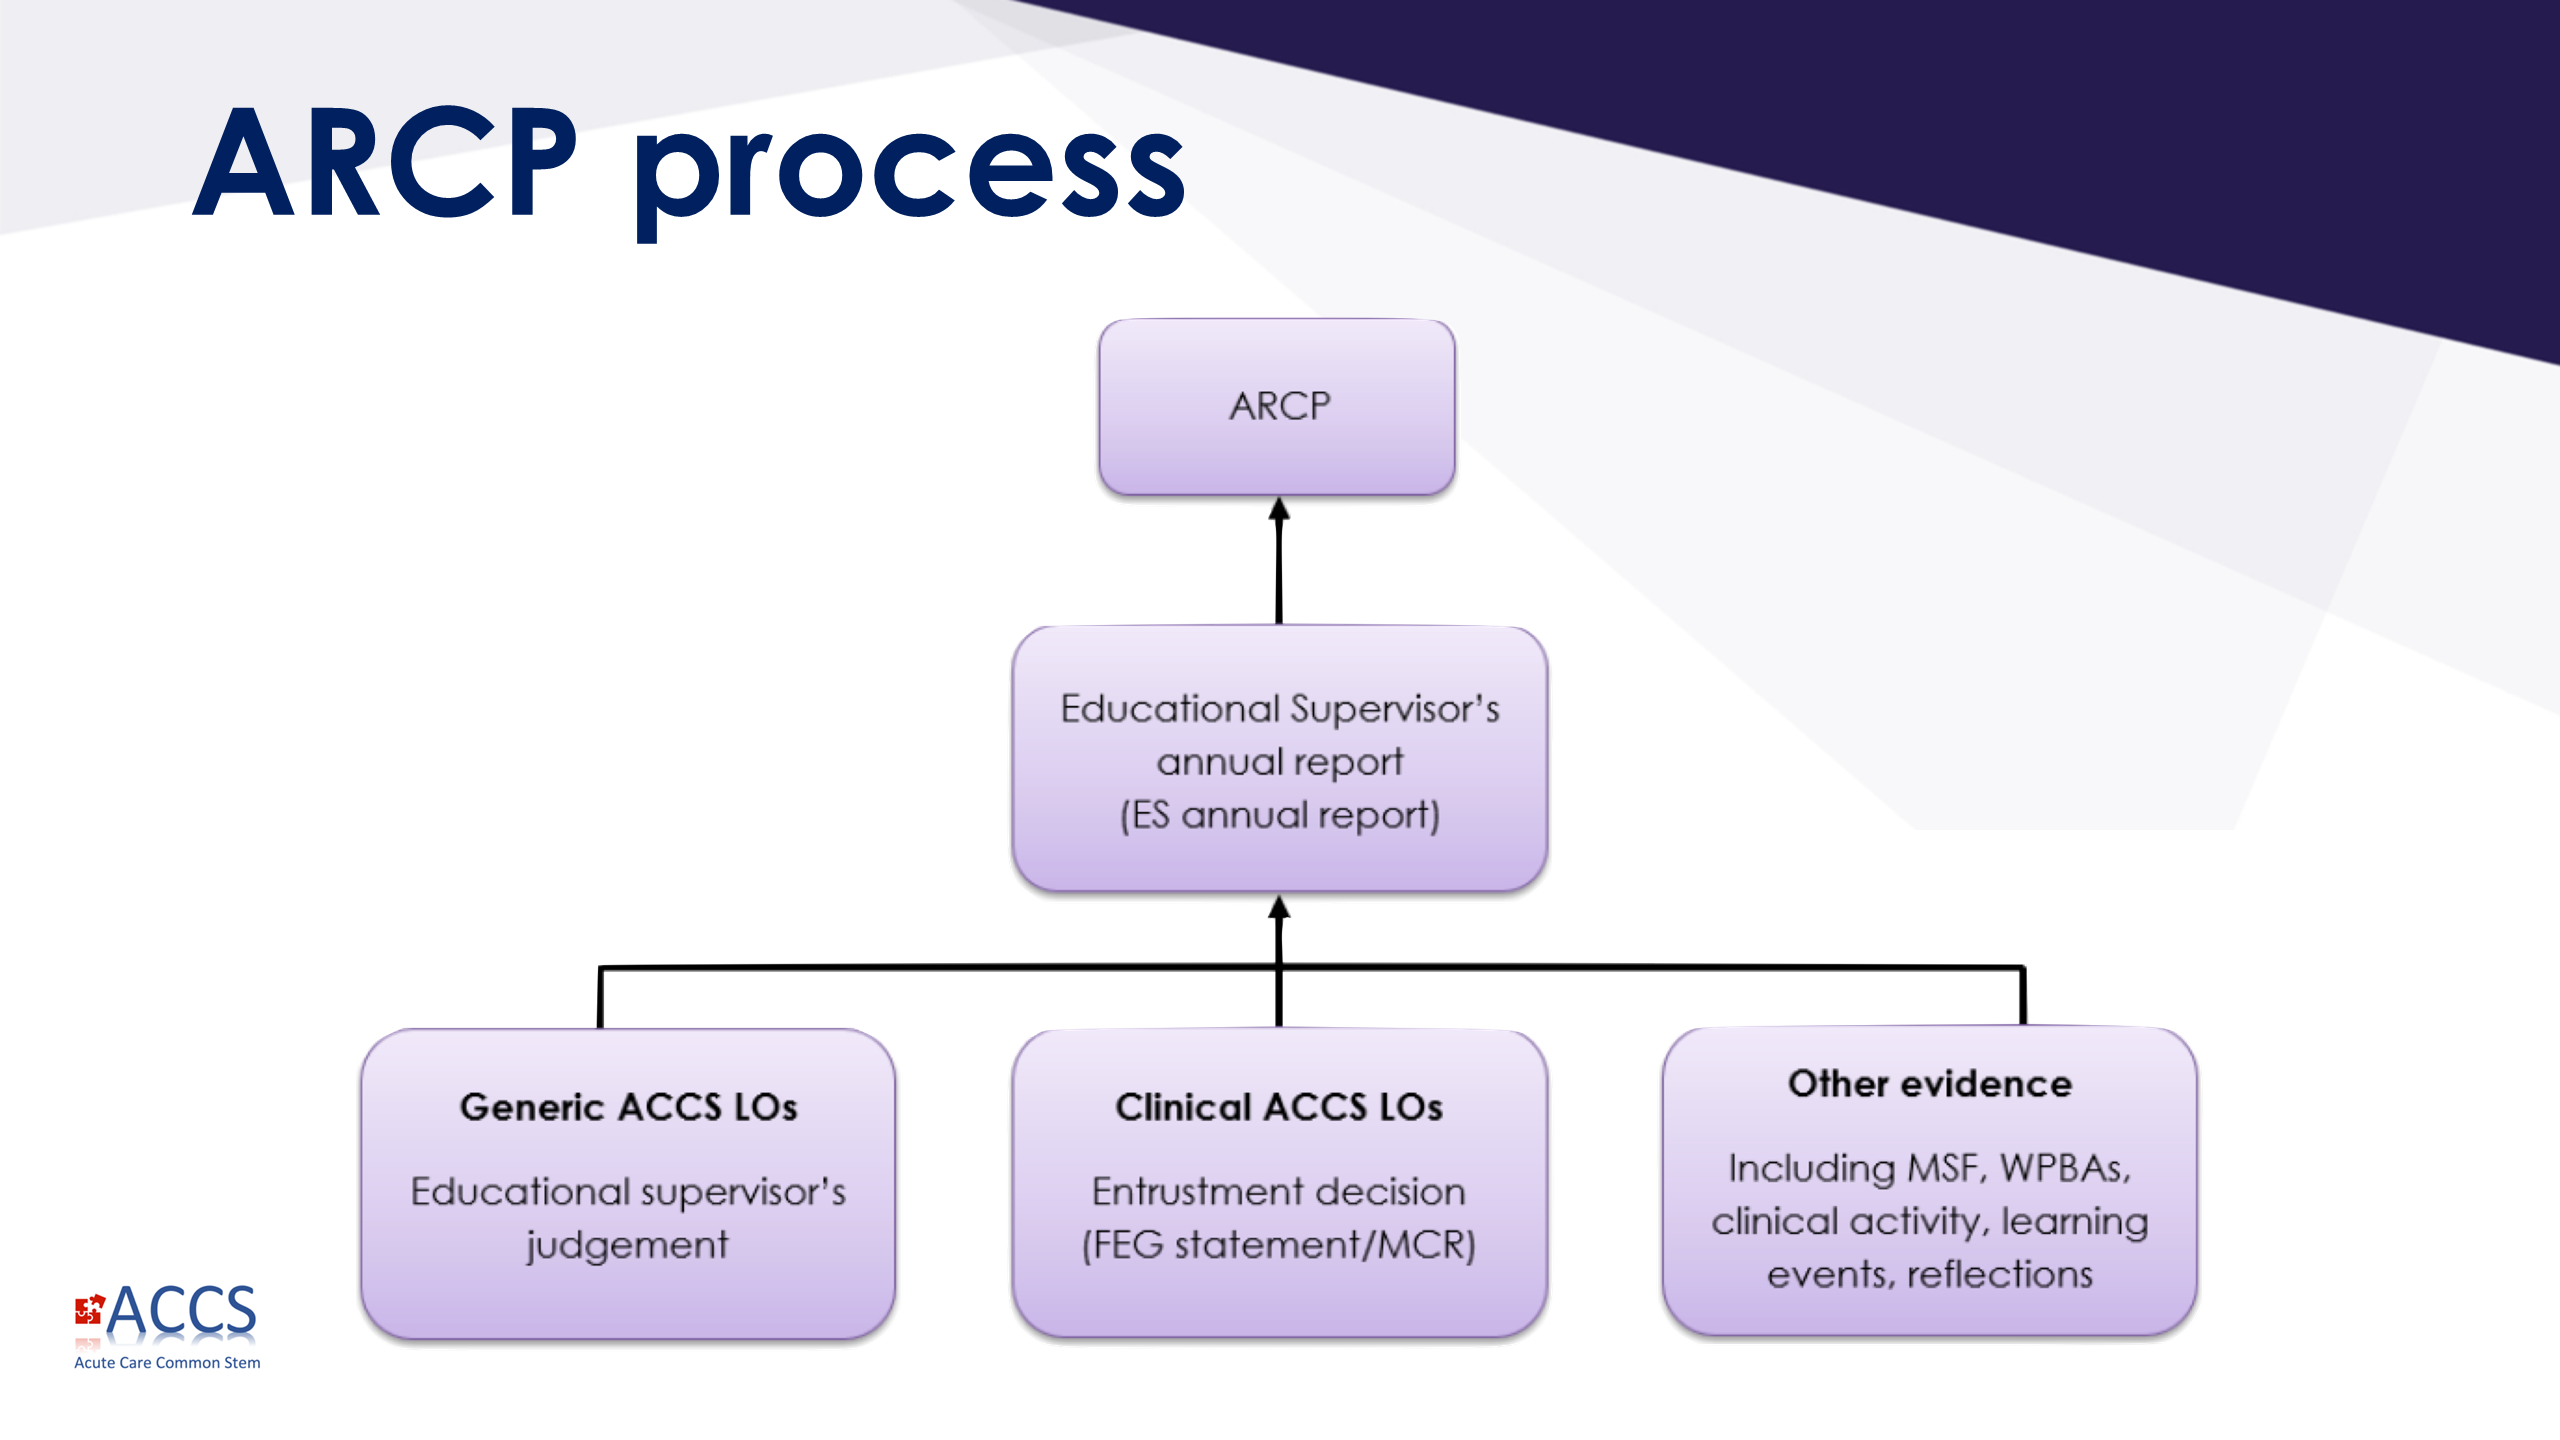 ARCP process
ARCP
Educational Supervisor’s
annual report
(ES annual report)
Generic ACCS LOs
Educational supervisor’s
judgement
Clinical ACCS LOs
Entrustment decision
(FEG statement/MCR)
Other evidence
Including MSF, WPBAs,
clinical activity, learning
events, reflections
ACCS
Acute Care Common Stem